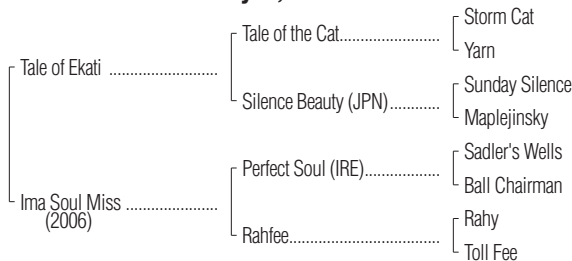 Storm Cat
Tale of the Cat....................
Yarn
Tale of Ekati ......................
Sunday Silence
Silence Beauty (JPN)..........
Maplejinsky
Sadler's Wells
Perfect Soul (IRE)...............
Ball Chairman
Ima Soul Miss ..................
(2006)
Rahy
Rahfee..............................
Toll Fee